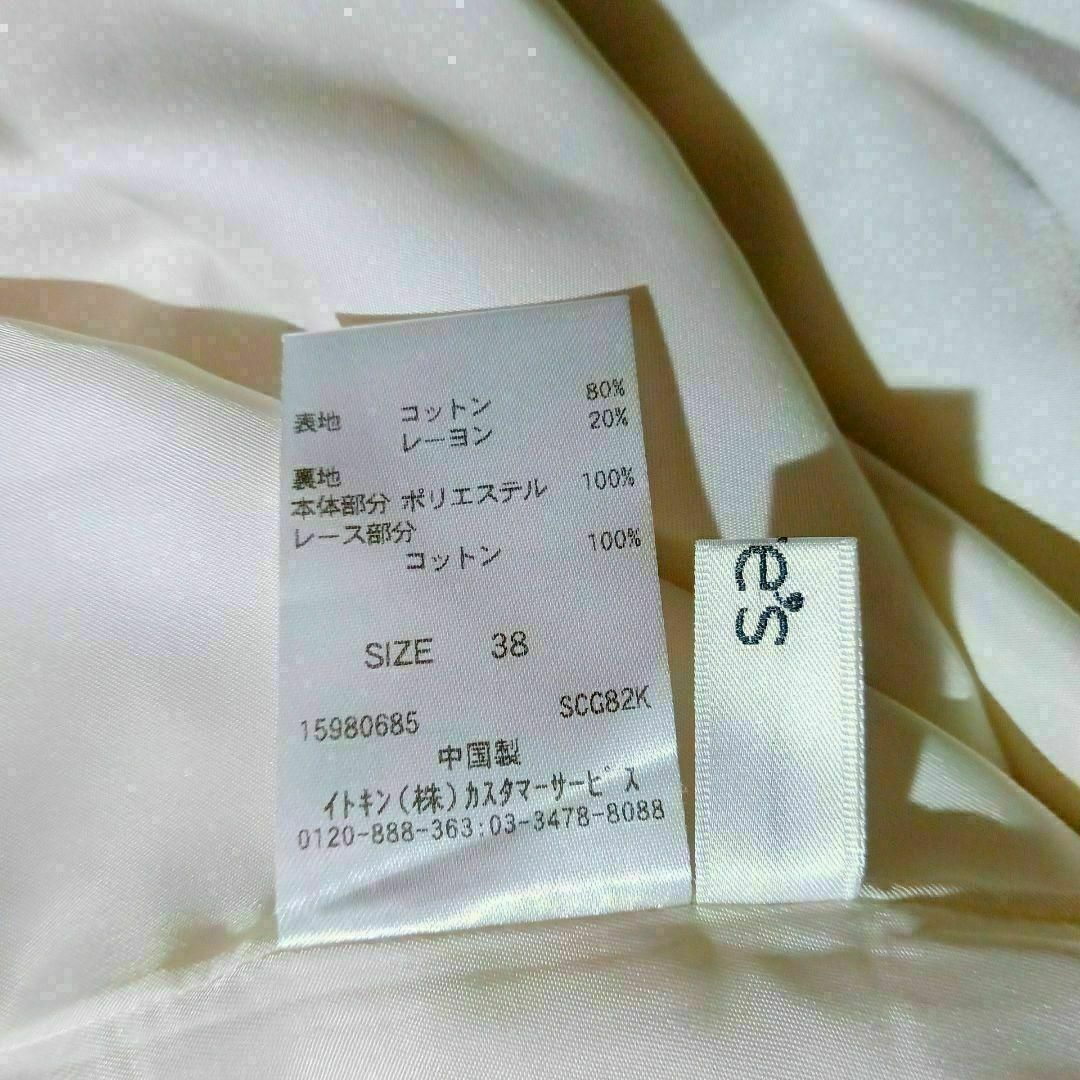 表地 コットン 80%
レーヨン 20%
裏地
本体部分 ポリエステル 100%
レース部分
コットン 100%
SIZE 38
15980685 SCG82K
中国製
イトキン(株)カスタマーサービス
0120-888-363:03-3478-8088
e's